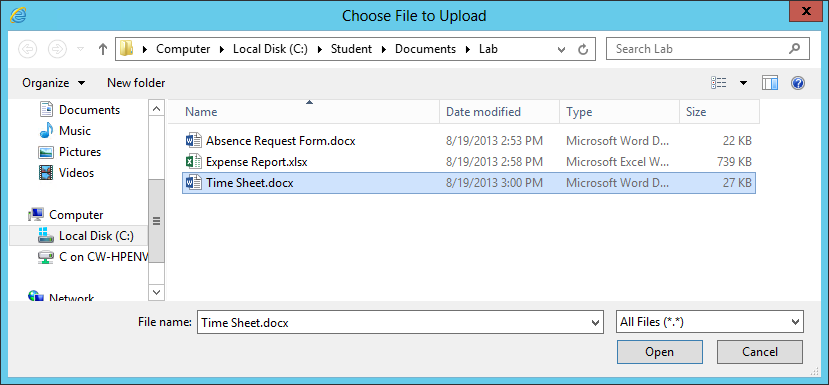 Choose File to Upload
Computer Local Disk (C:) Student Documents Lab Search Lab
Organize New folder
Name Date modified Type Size
Documents
Music
Pictures
Videos
Computer
Local Disk (C:)
C on CW-HPENV
Network
Absence Request Form.docx 8/19/2013 2:53 PM Microsoft Word D... 22 KB
Expense Report.xlsx 8/19/2013 2:58 PM Microsoft Excel W... 739 KB
Time Sheet.docx 8/19/2013 3:00 PM Microsoft Word D... 27 KB
File name: Time Sheet.docx All Files (*.*)
Open Cancel